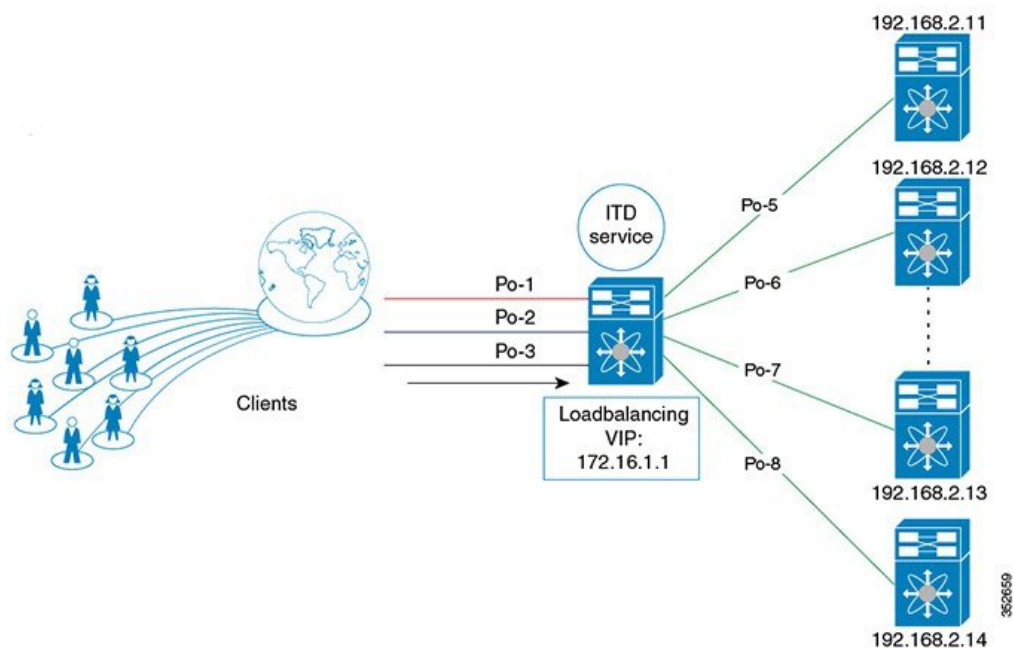 192.168.2.11
192.168.2.12
ITD
service
Po-5
Po-6
Po-1
Po-2
Po-3
Po-7
Clients
Loadbalancing
VIP:
172.16.1.1
Po-8
192.168.2.13
192.168.2.14
352659